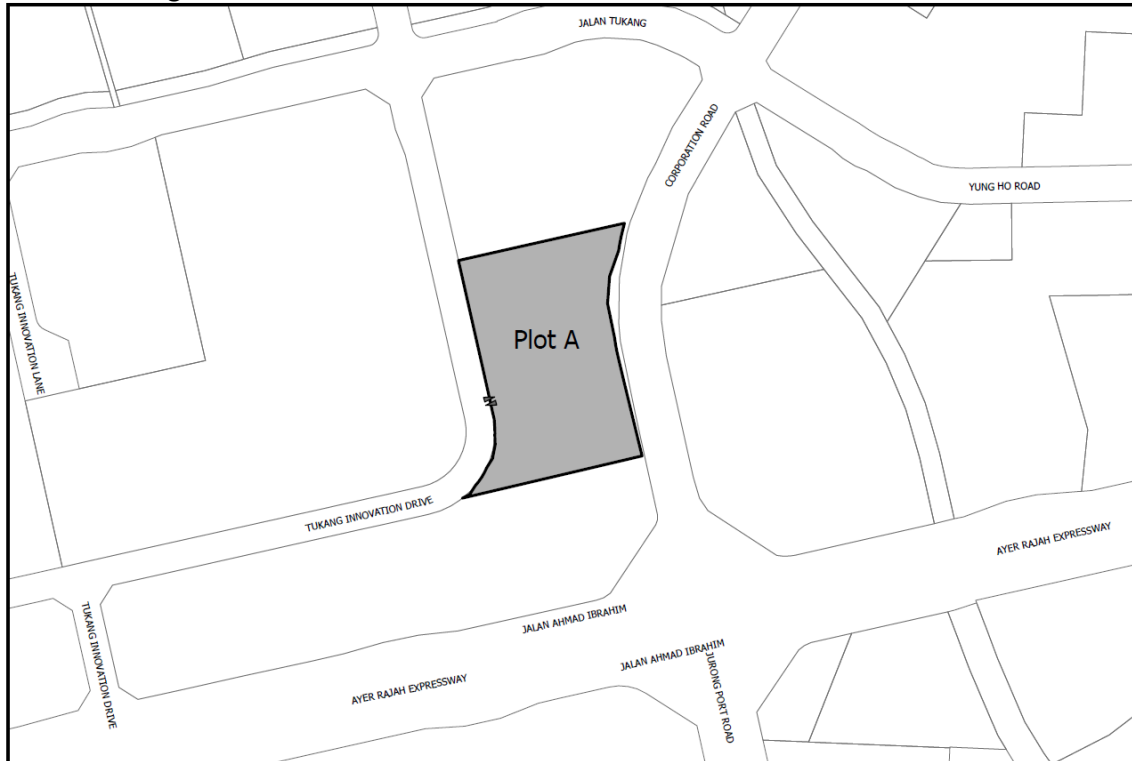 JALAN TUKANG
CORPORATION ROAD
YUNG HO ROAD
TUKANG INNOVATION LANE
Plot A
TUKANG INNOVATION DRIVE
AYER RAJAH EXPRESSWAY
TUKANG INNOVATION DRIVE
JALAN AHMAD IBRAHIM
JALAN AHMAD IBRAHIM
JURONG PORT ROAD
AYER RAJAH EXPRESSWAY